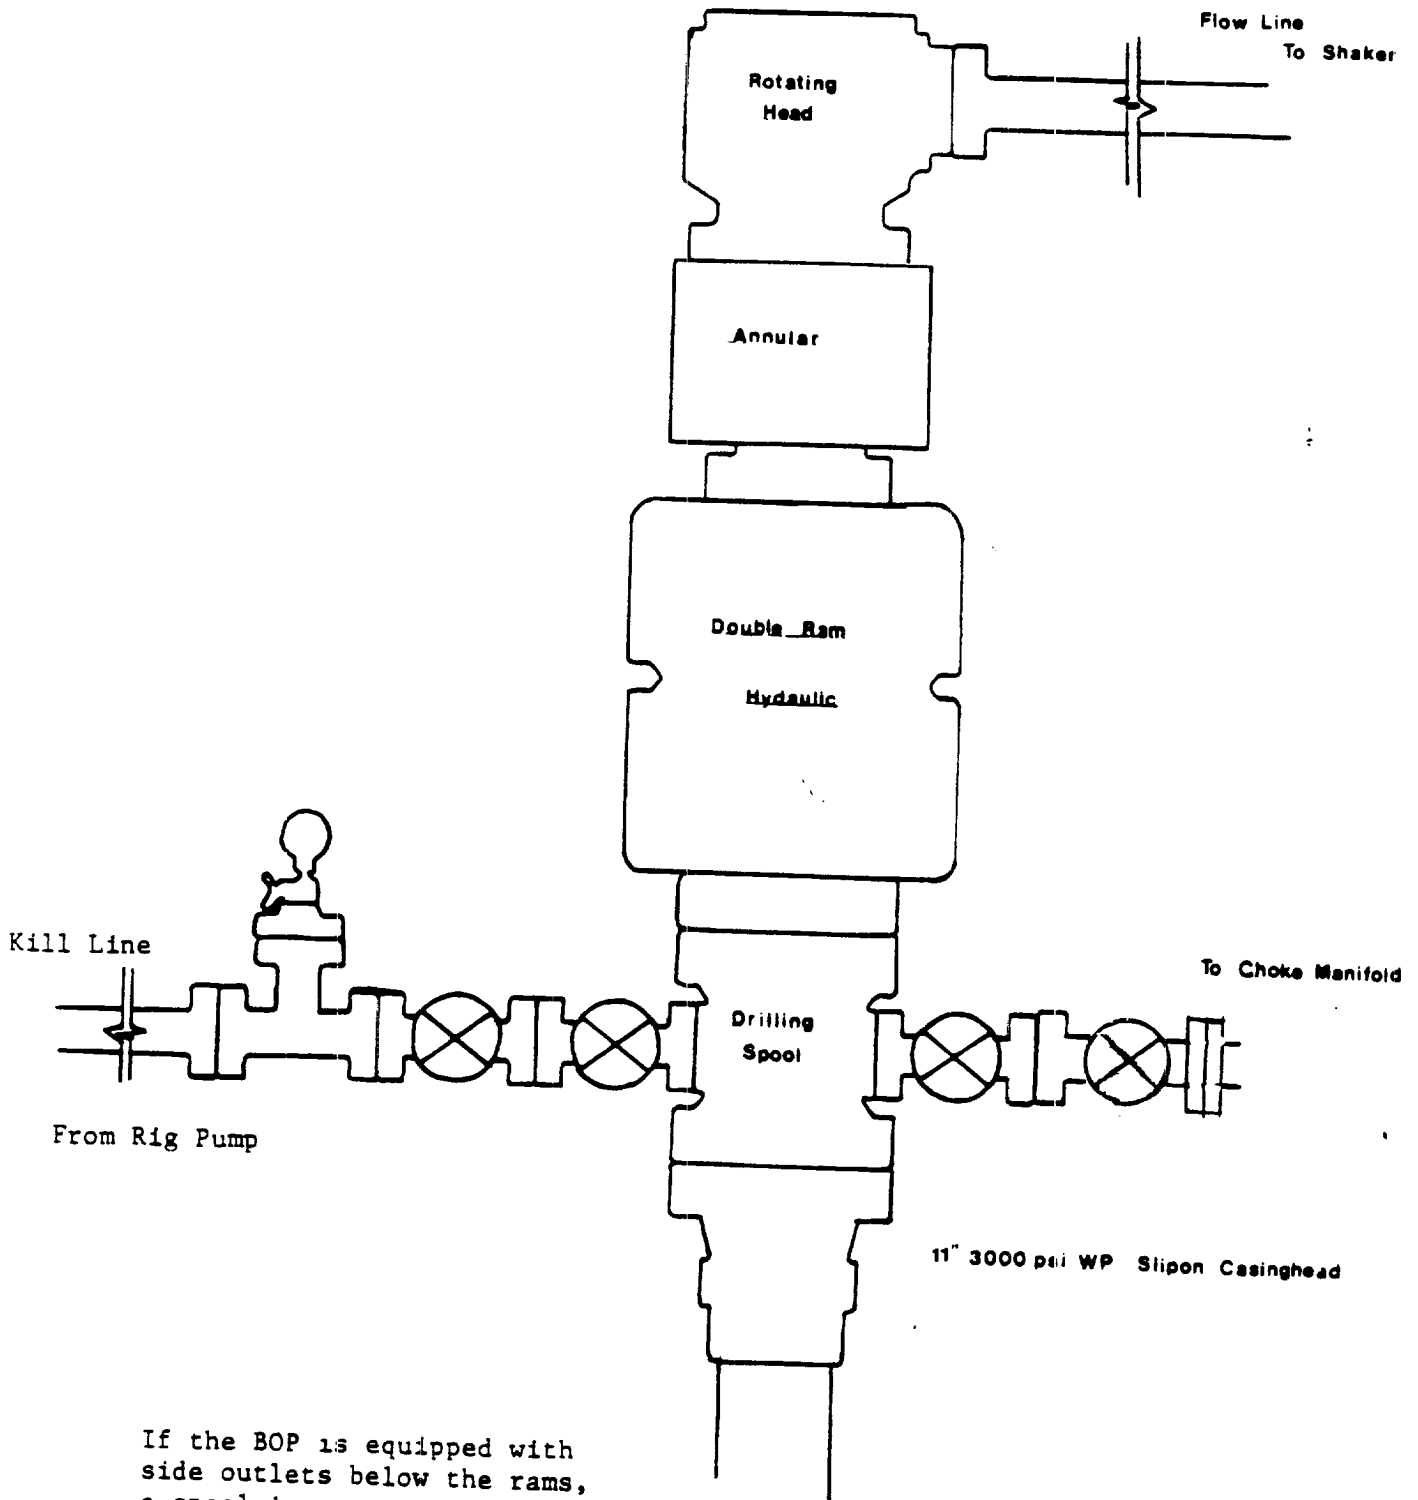 Flow Line
To Shaker
Rotating
Head
Annular
Double Ram
Hydaulic
Kill Line
To Choke Manifold
Drilling
Spool
From Rig Pump
11" 3000 psi WP Slipon Casinghead
If the BOP is equipped with
side outlets below the rams,